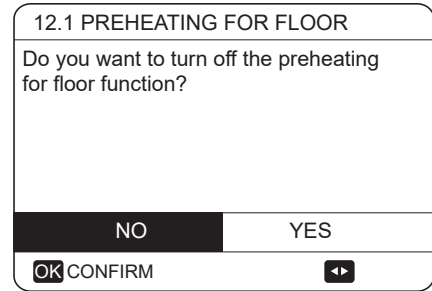 12.1 PREHEATING FOR FLOOR
Do you want to turn off the preheating
for floor function?
NO YES
OK CONFIRM